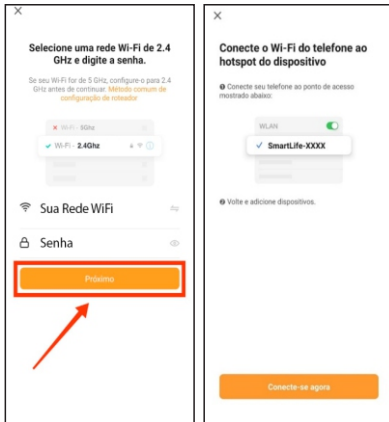 Selecione uma rede Wi-Fi de 2.4
GHz e digite a senha.
Se seu WiFi for de 5 GHz, configure-o para 2.4
GHz antes de continuar. Método comum de
configuração de roteador
Wi-Fi - 5Ghz
Wi-Fi - 2.4Ghz
Sua Rede WiFi
Senha
Próximo
Conecte o Wi-Fi do telefone ao
hotspot do dispositivo
❶ Conecte seu telefone ao ponto de acesso
mostrado abaixo:
WLAN
SmartLife-XXXX
❷ Volte e adicione dispositivos.
Conecte-se agora